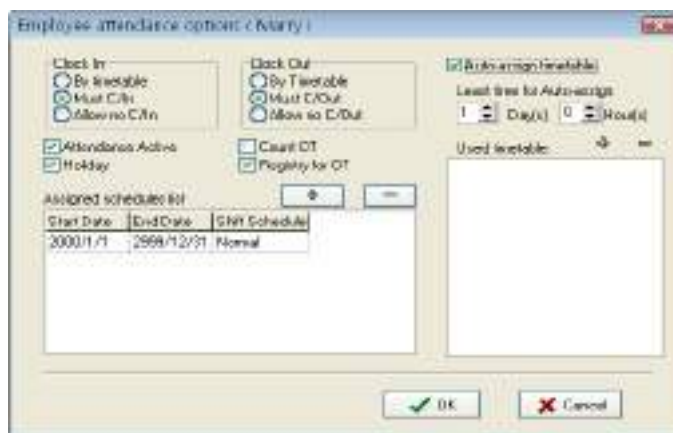 Employee attendance options ( Marry )
Clock In
By timetable
Must C/In
Allow no C/In
Clock Out
By Timetable
Must C/Out
Allow no C/Out
Auto-assign timetable
Least time for Auto-assign
1 Day(s) 0 Hour(s)
Attendance Active
Holiday
Count OT
Registry for OT
Used timetable:
Assigned schedules list
Start Date End Date Shift Schedule
2000/1/1 2999/12/31 Normal
OK
Cancel